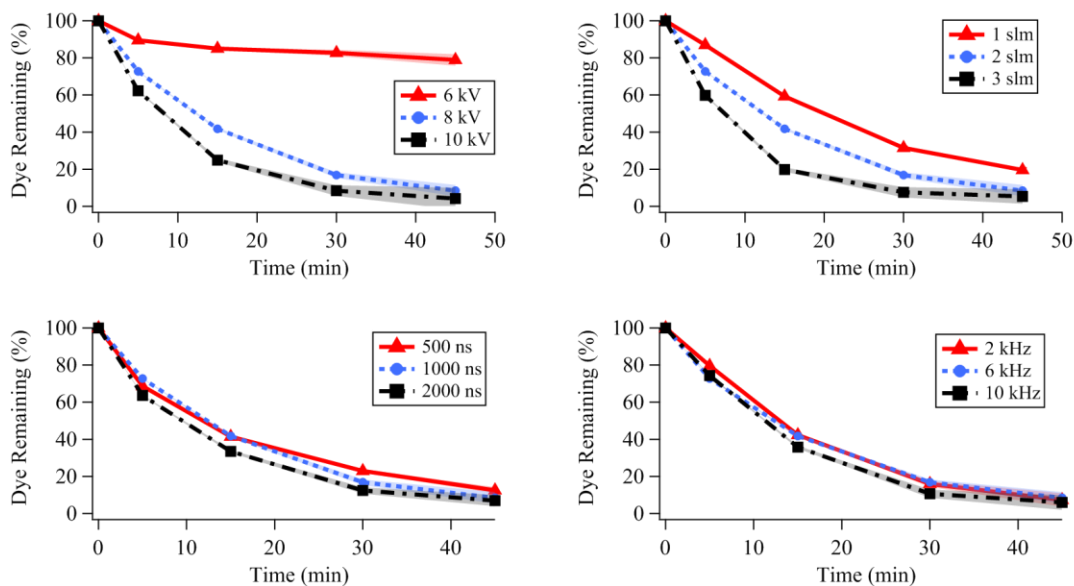 100
80
60
40
20
0
Dye Remaining (%)
6 kV
8 kV
10 kV
0 10 20 30 40 50
Time (min)
100
80
60
40
20
0
Dye Remaining (%)
1 slm
2 slm
3 slm
0 10 20 30 40 50
Time (min)
100
80
60
40
20
0
Dye Remaining (%)
500 ns
1000 ns
2000 ns
0 10 20 30 40
Time (min)
100
80
60
40
20
0
Dye Remaining (%)
2 kHz
6 kHz
10 kHz
0 10 20 30 40
Time (min)